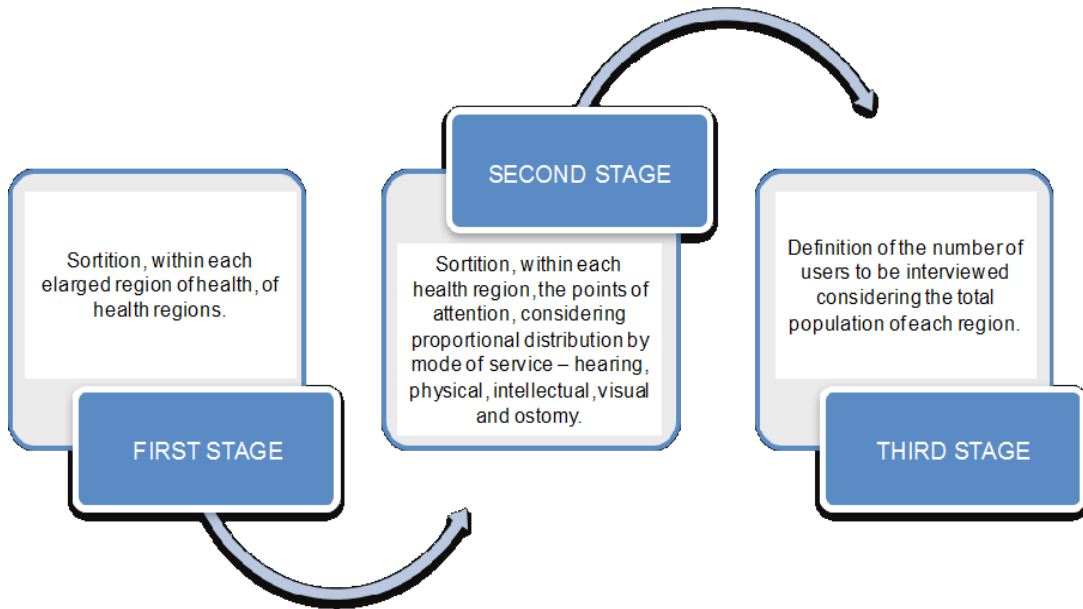 Sortition, within each
elarged region of health, of
health regions.
FIRST STAGE
SECOND STAGE
Sortition, within each
health region, the points of
attention, considering
proportional distribution by
mode of service – hearing,
physical, intellectual, visual
and ostomy.
Definition of the number of
users to be interviewed
considering the total
population of each region.
THIRD STAGE